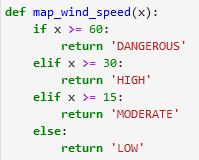 def map_wind_speed(x):
    if x >= 60:
        return 'DANGEROUS'
    elif x >= 30:
        return 'HIGH'
    elif x >= 15:
        return 'MODERATE'
    else:
        return 'LOW'